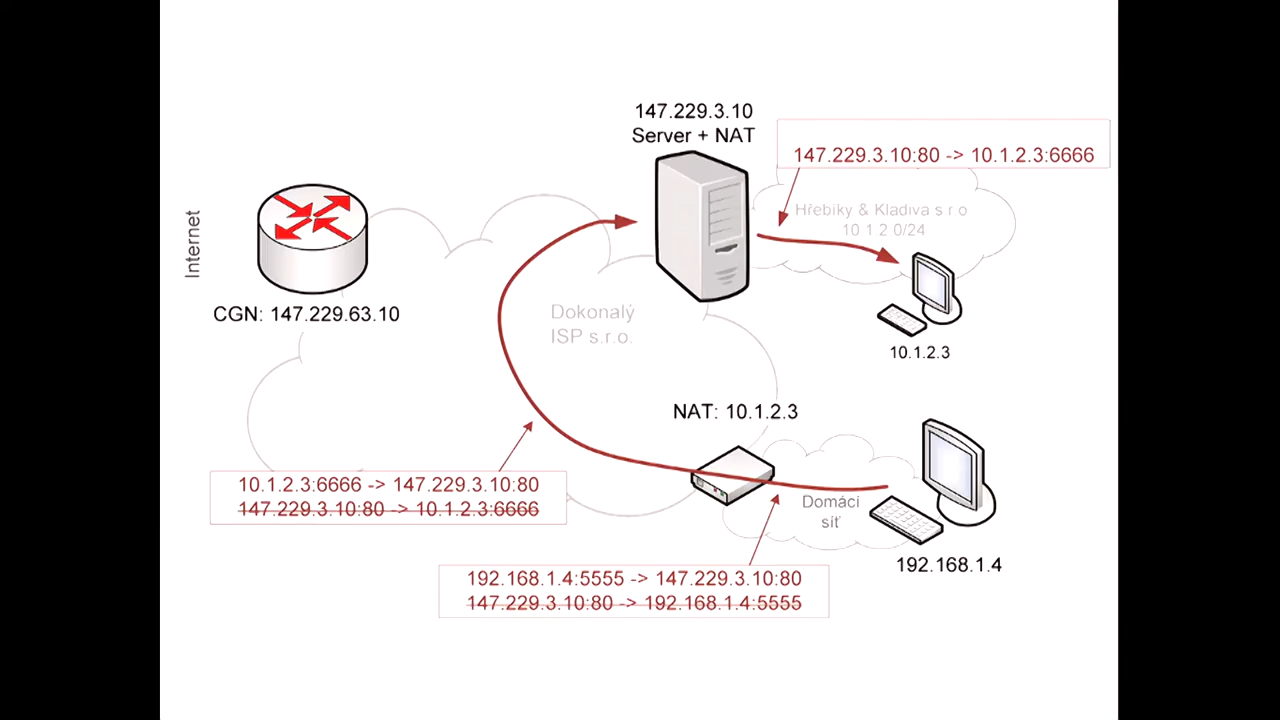 147.229.3.10
Server + NAT
147.229.3.10:80 -> 10.1.2.3:6666
Internet
Hřebíky & Kladiva s r o
10 1 2 0/24
CGN: 147.229.63.10
Dokonalý
ISP s.r.o.
10.1.2.3
NAT: 10.1.2.3
10.1.2.3:6666 -> 147.229.3.10:80
147.229.3.10:80 -> 10.1.2.3:6666
Domácí
síť
192.168.1.4
192.168.1.4:5555 -> 147.229.3.10:80
147.229.3.10:80 -> 192.168.1.4:5555